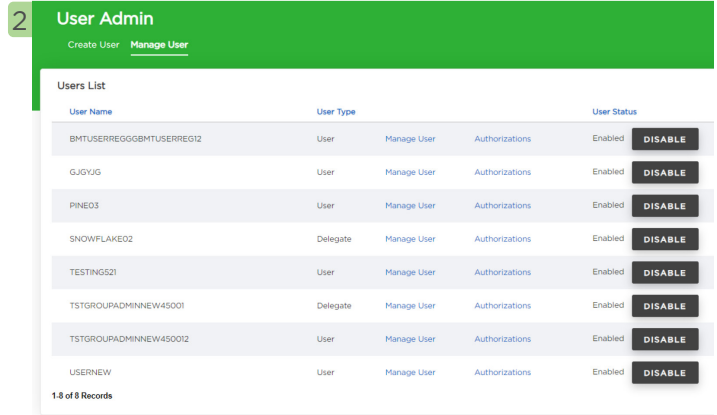 2
User Admin
Create User Manage User
Users List
User Name User Type User Status
BMTUSERREGGGBMTUSERREG12 User Manage User Authorizations Enabled DISABLE
GJGYJG User Manage User Authorizations Enabled DISABLE
PINE03 User Manage User Authorizations Enabled DISABLE
SNOWFLAKE02 Delegate Manage User Authorizations Enabled DISABLE
TESTING521 User Manage User Authorizations Enabled DISABLE
TSTGROUPADMINNEW45001 Delegate Manage User Authorizations Enabled DISABLE
TSTGROUPADMINNEW450012 User Manage User Authorizations Enabled DISABLE
USERNEW User Manage User Authorizations Enabled DISABLE
1-8 of 8 Records